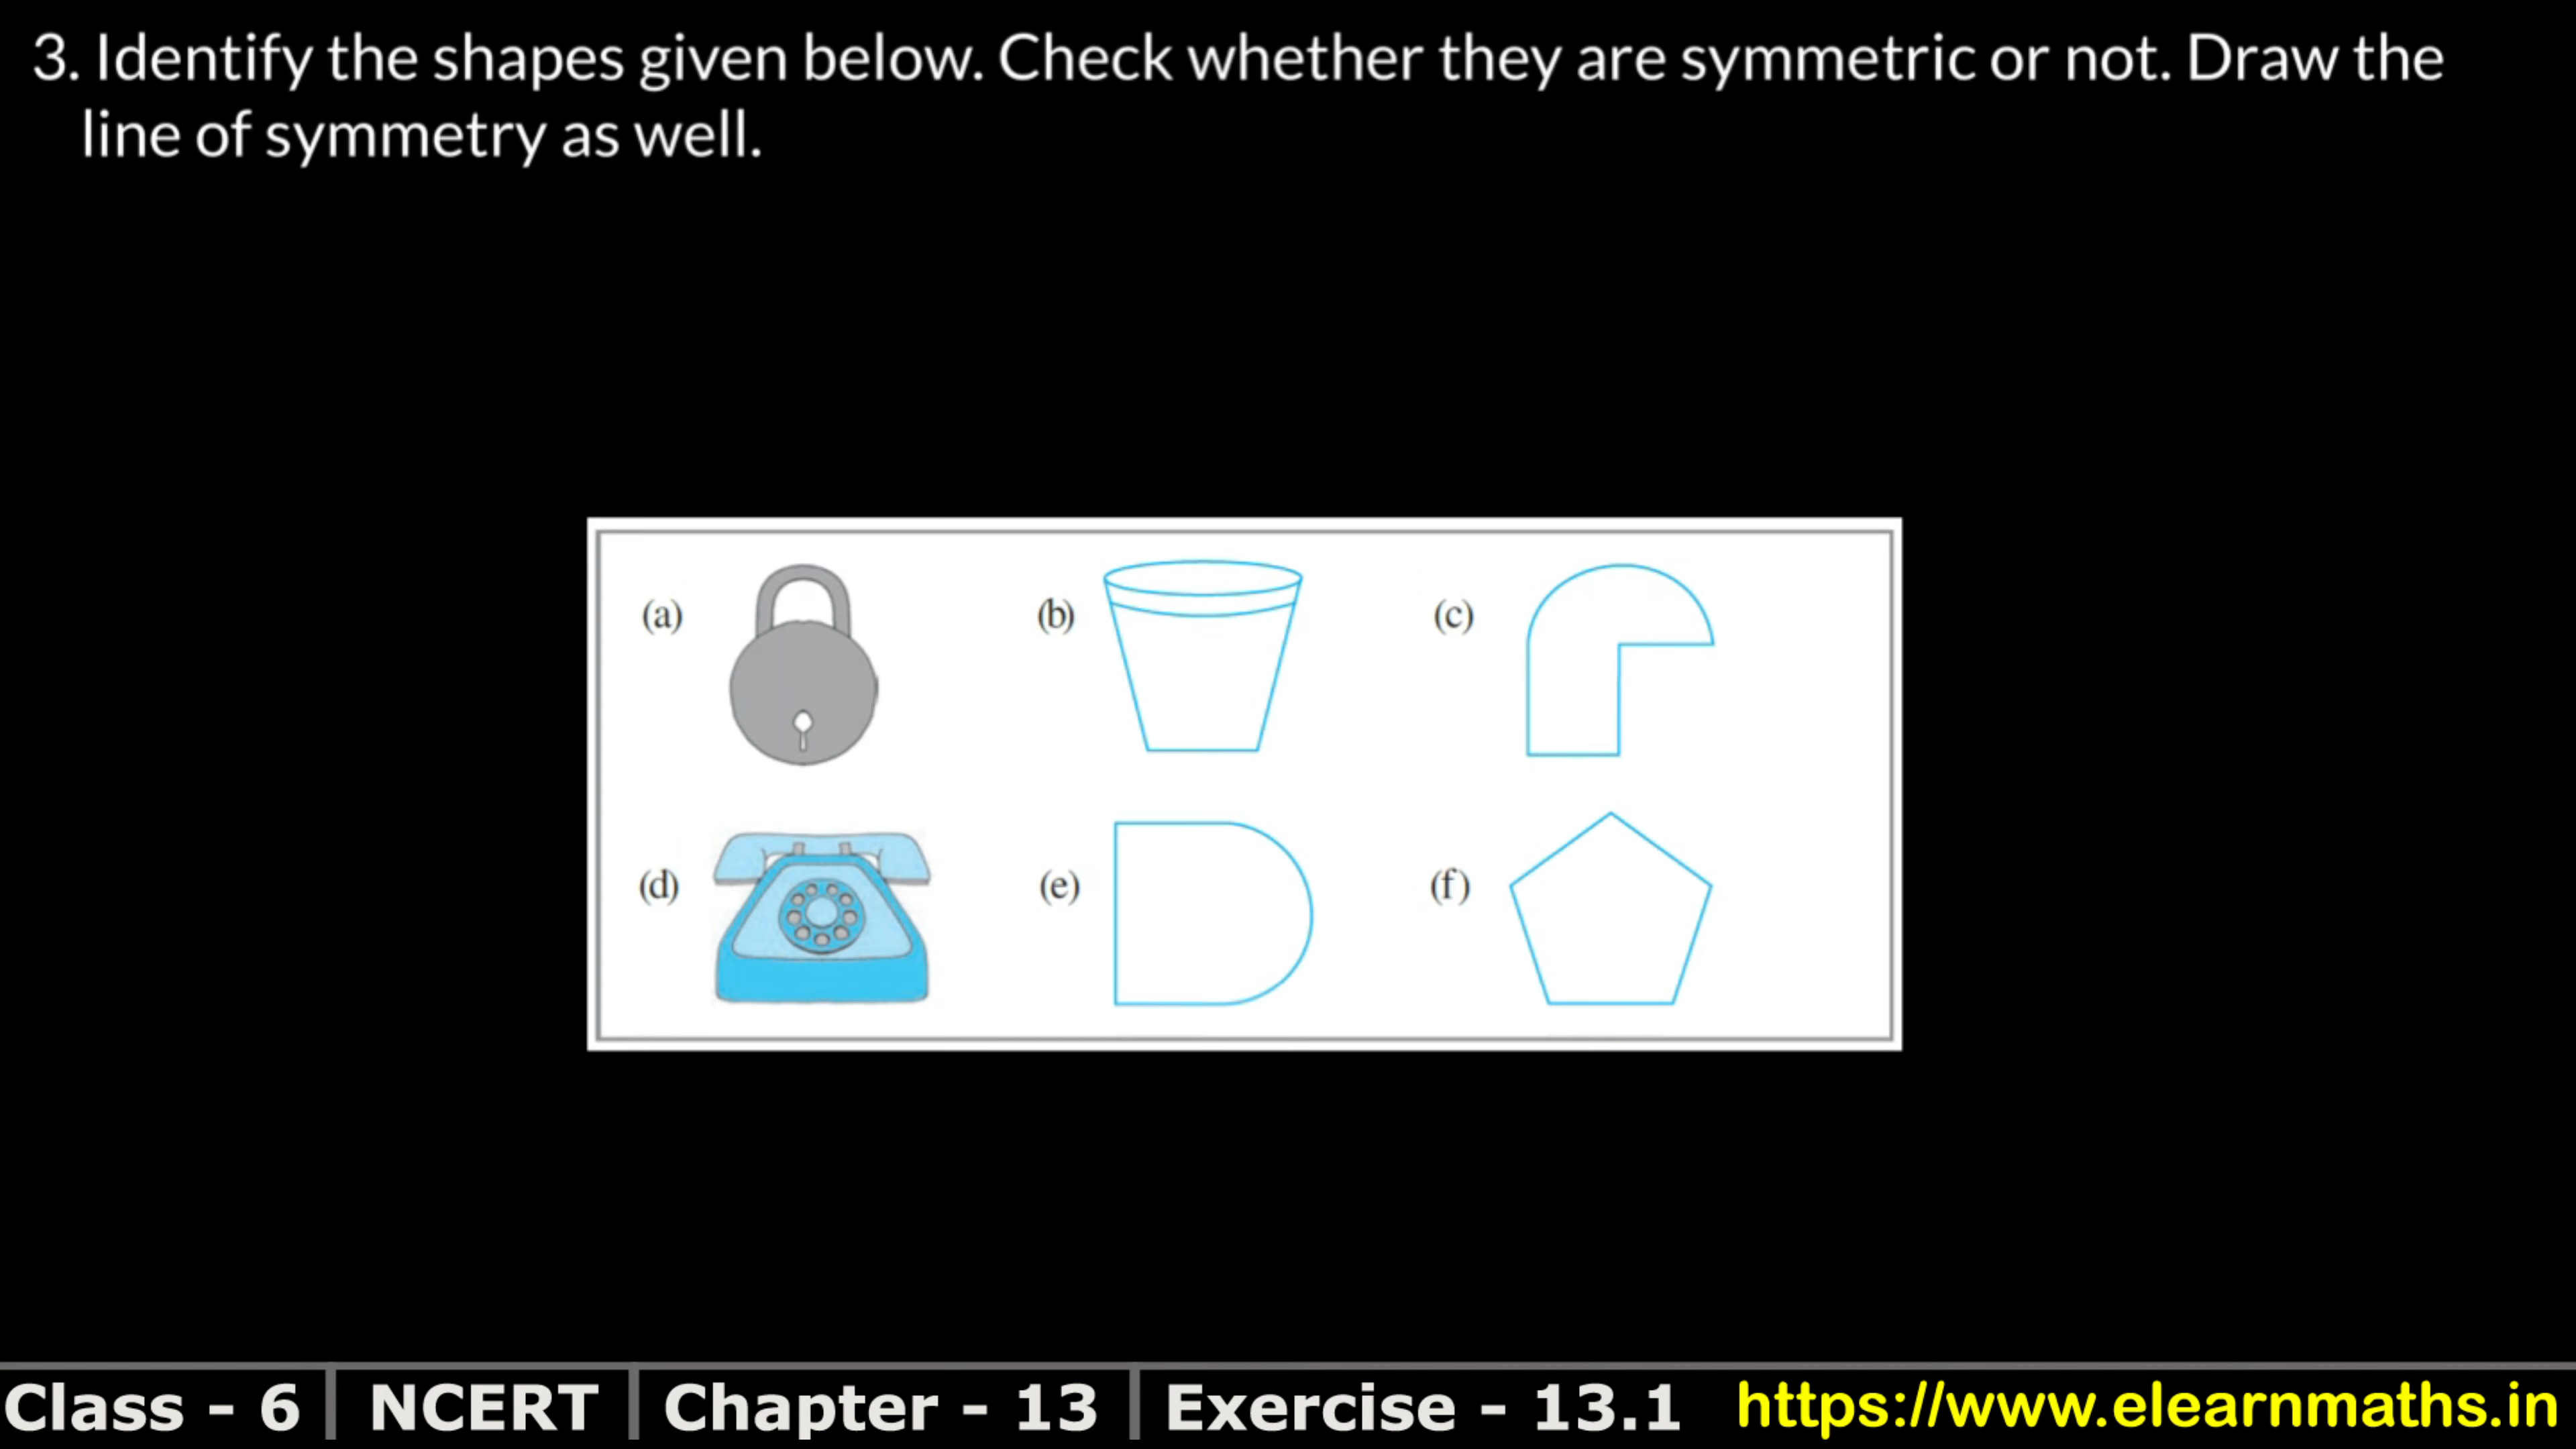 3. Identify the shapes given below. Check whether they are symmetric or not. Draw the
line of symmetry as well.
(a) (b) (c)
(d) (e) (f)
Class - 6 NCERT Chapter - 13 Exercise - 13.1 https://www.elearnmaths.in